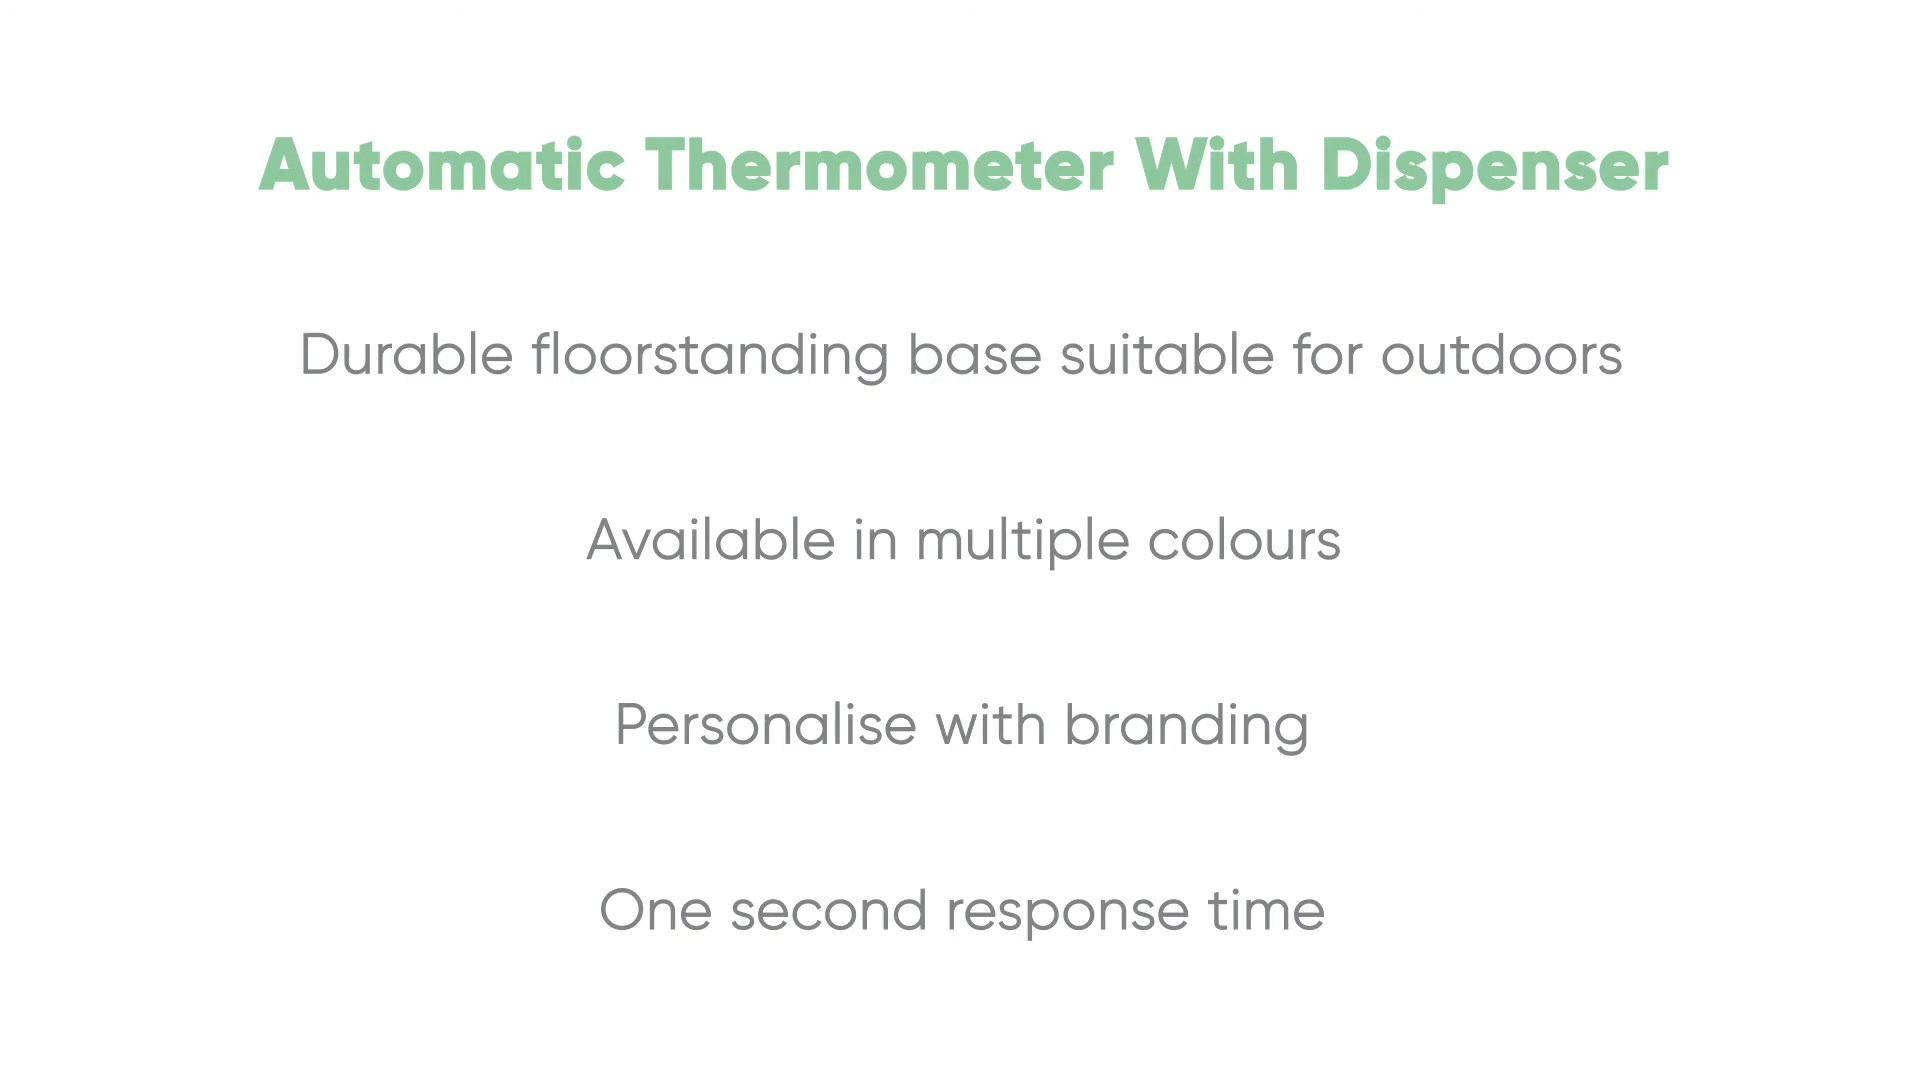 Automatic Thermometer With Dispenser
Durable floorstanding base suitable for outdoors
Available in multiple colours
Personalise with branding
One second response time